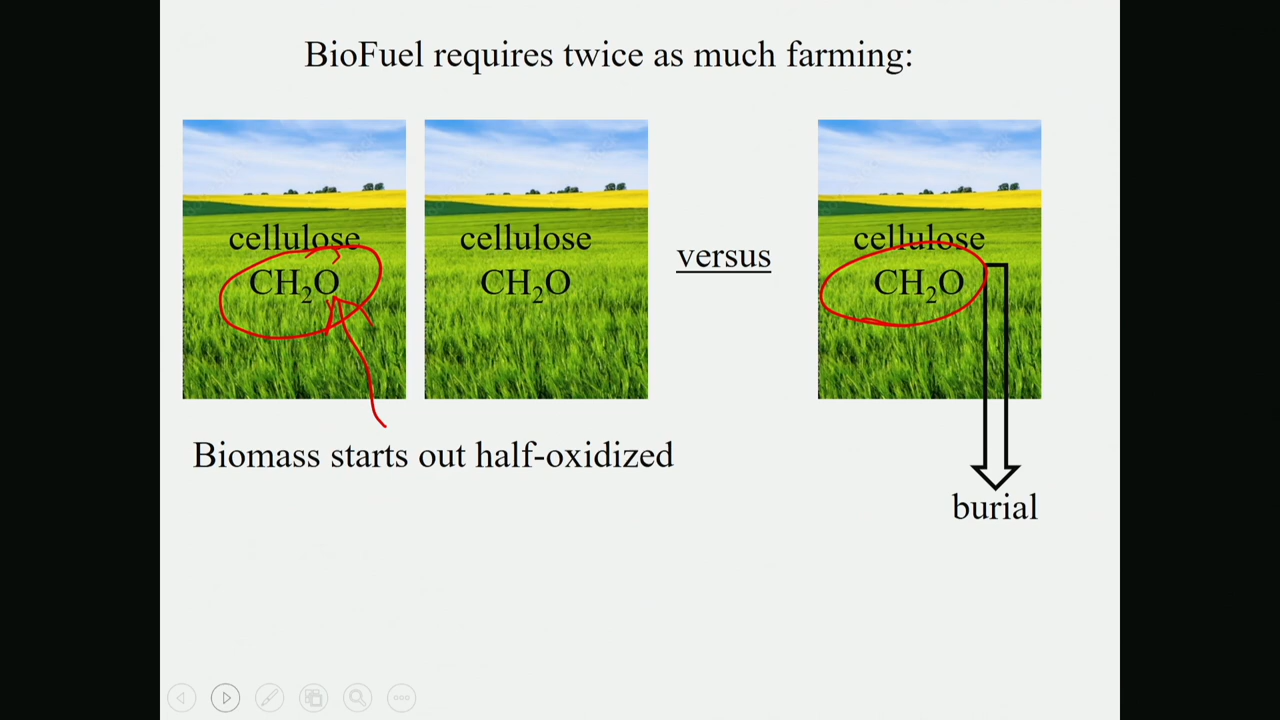 BioFuel requires twice as much farming:
cellulose
CH₂O
cellulose
CH₂O
versus
cellulose
CH₂O
Biomass starts out half-oxidized
burial